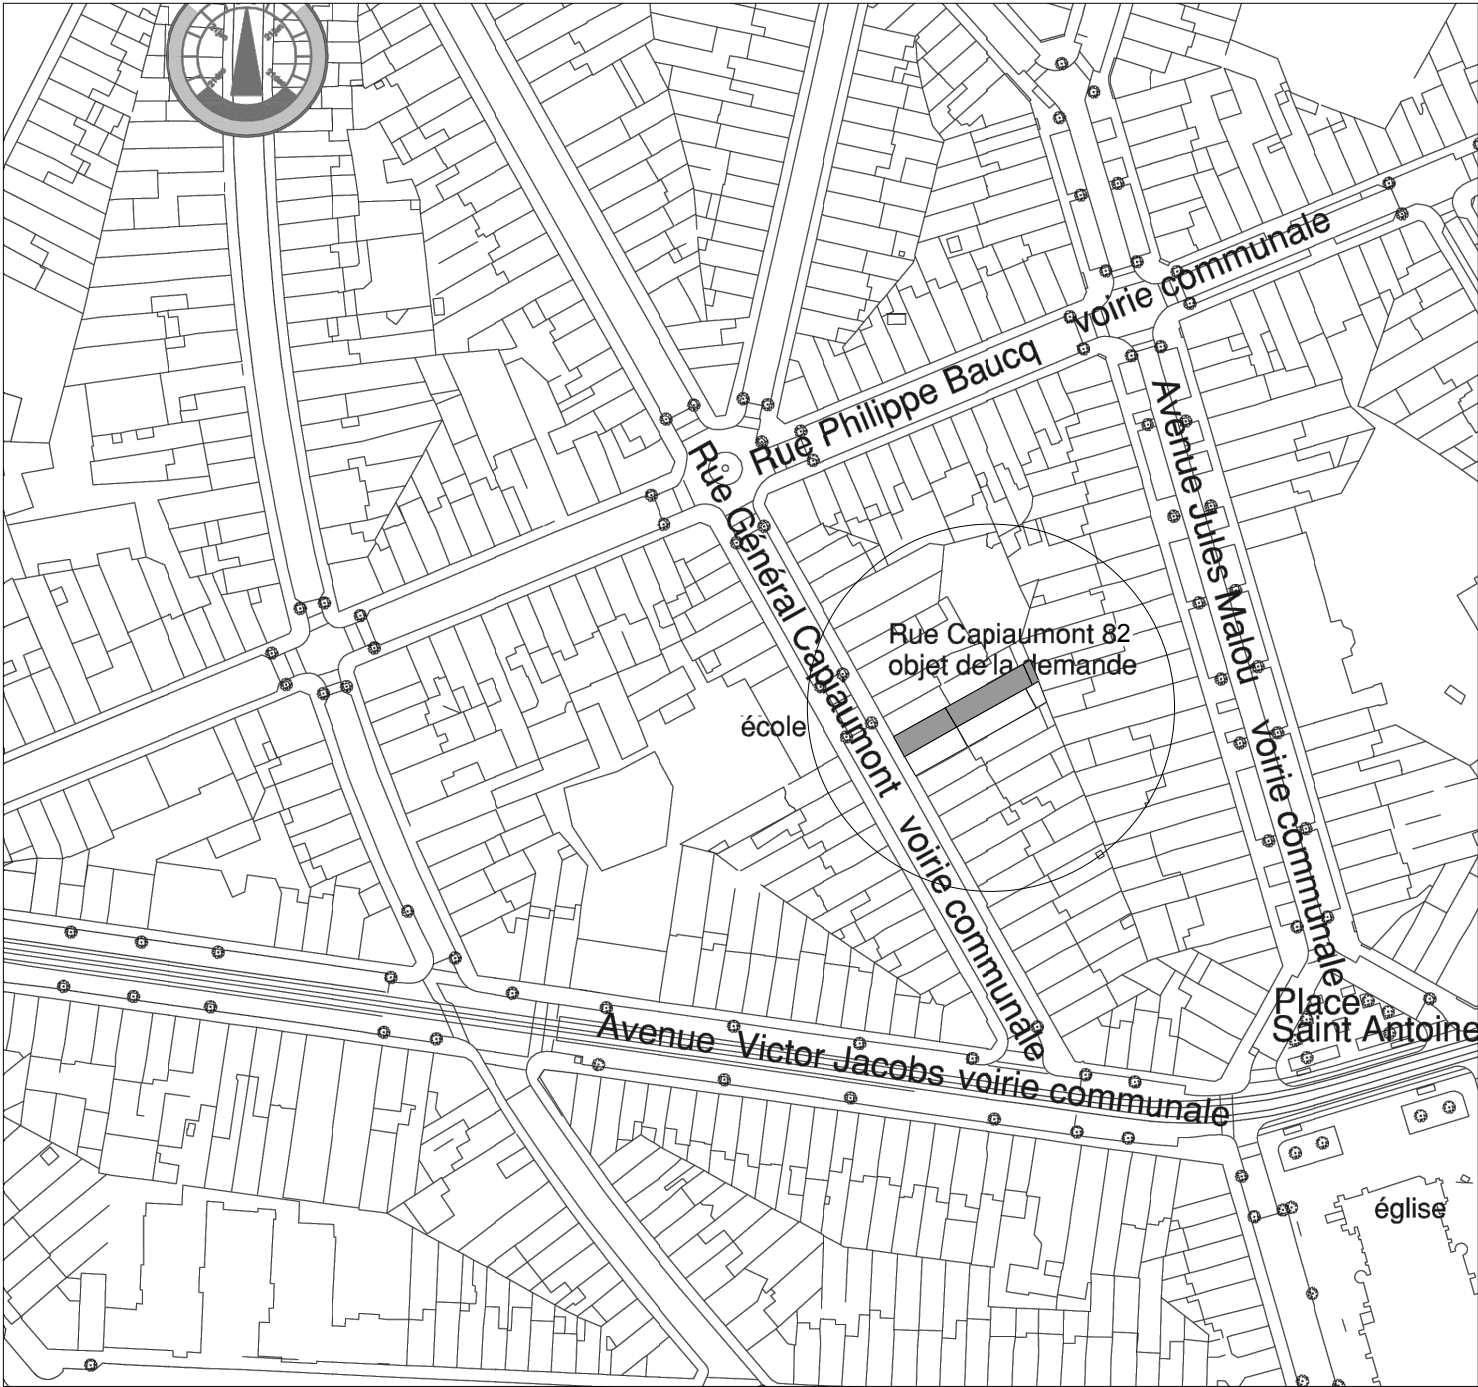 voirie communale
Rue Philippe Baucq
Avenue Jules Malou
voirie communale
Rue Général Capiaumont
voirie communale
Rue Capiaumont 82
objet de la demande
école
Place
Saint Antoine
Avenue Victor Jacobs voirie communale
église